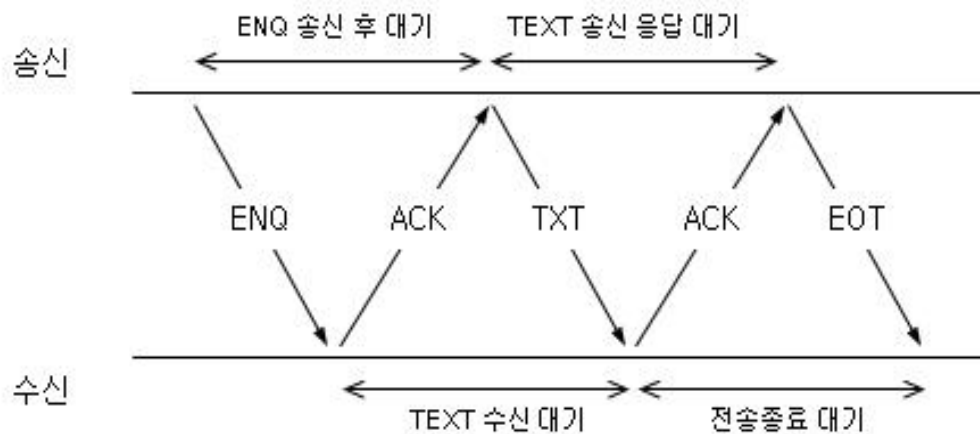 ENQ 송신 후 대기
TEXT 송신 응답 대기
송신
ENQ
ACK
TXT
ACK
EOT
수신
TEXT 수신 대기
전송종료 대기